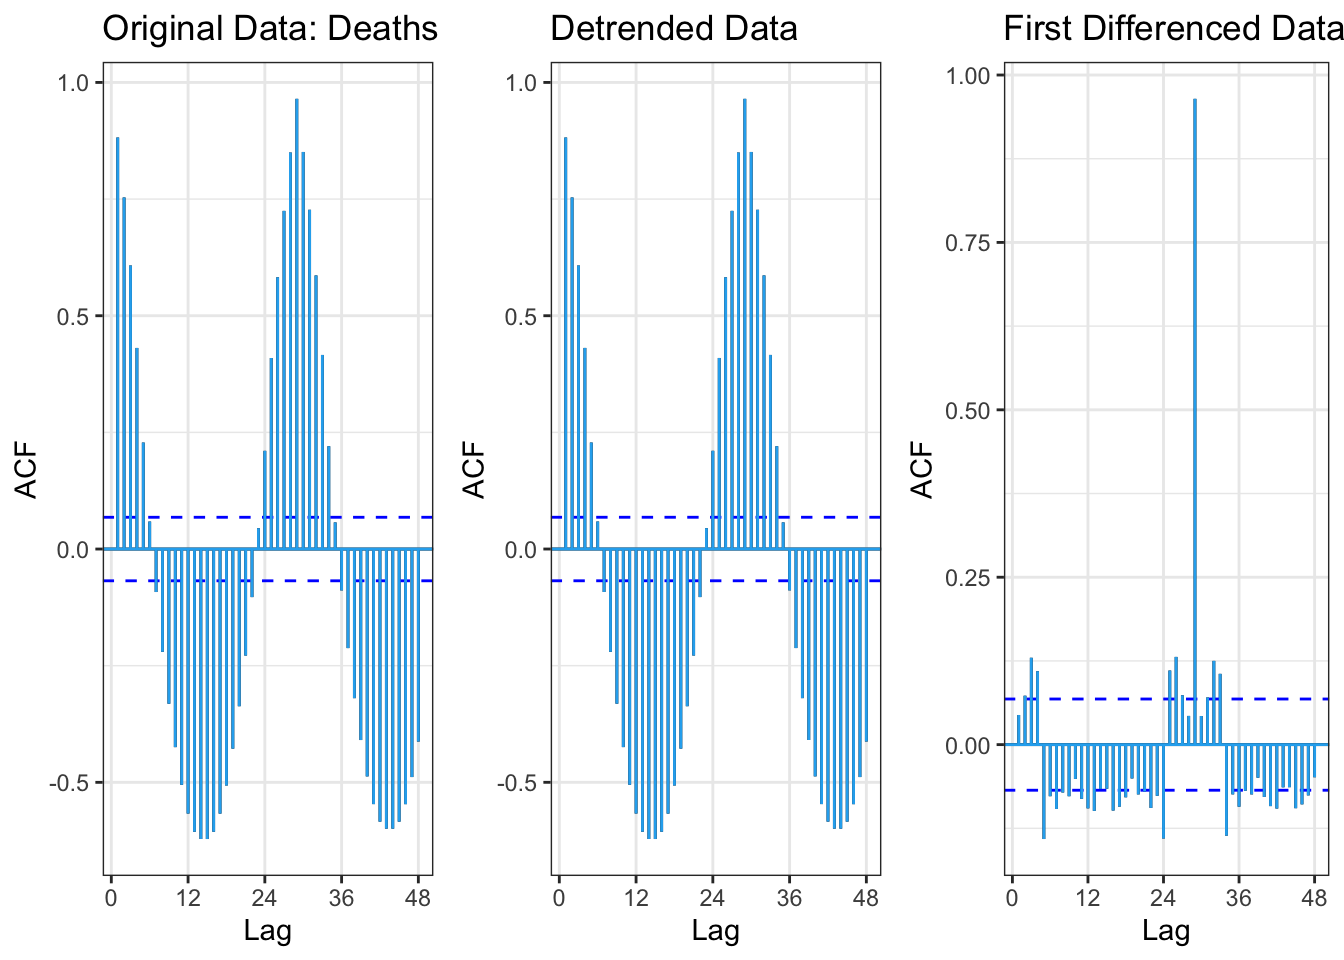 Original Data: Deaths
ACF
1.0
0.5
0.0
-0.5
0 12 24 36 48
Lag
Detrended Data
ACF
1.0
0.5
0.0
-0.5
0 12 24 36 48
Lag
First Differenced Data
ACF
1.00
0.75
0.50
0.25
0.00
0 12 24 36 48
Lag